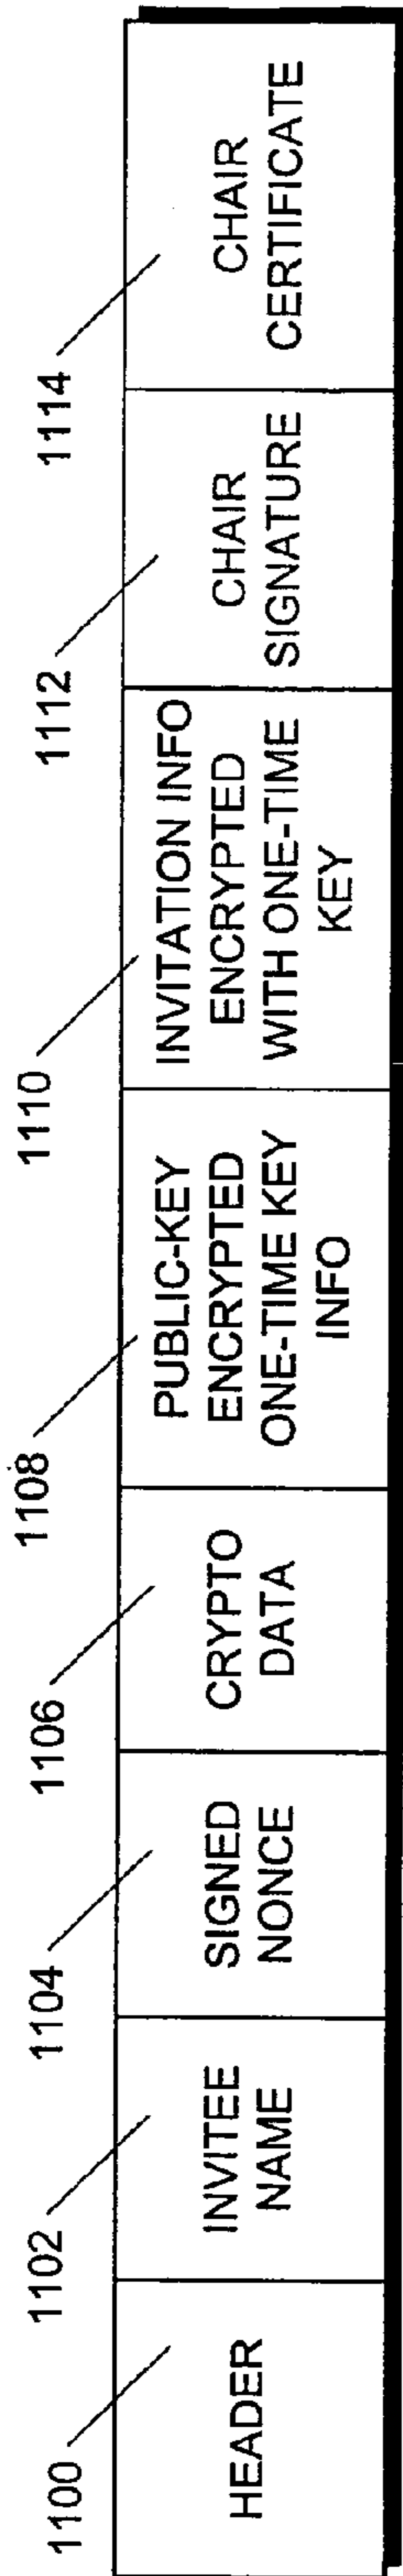 1100
HEADER
1102
INVITEE
NAME
1104
SIGNED
NONCE
1106
CRYPTO
DATA
1108
PUBLIC-KEY
ENCRYPTED
ONE-TIME KEY
INFO
1110
INVITATION INFO
ENCRYPTED
WITH ONE-TIME
KEY
1112
CHAIR
SIGNATURE
1114
CHAIR
CERTIFICATE